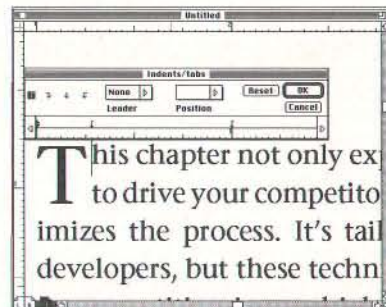 Untitled
Indents/tabs
None
Reset
OK
Leader
Position
Cancel
This chapter not only ex
to drive your competito
imizes the process. It's tail
developers, but these techn